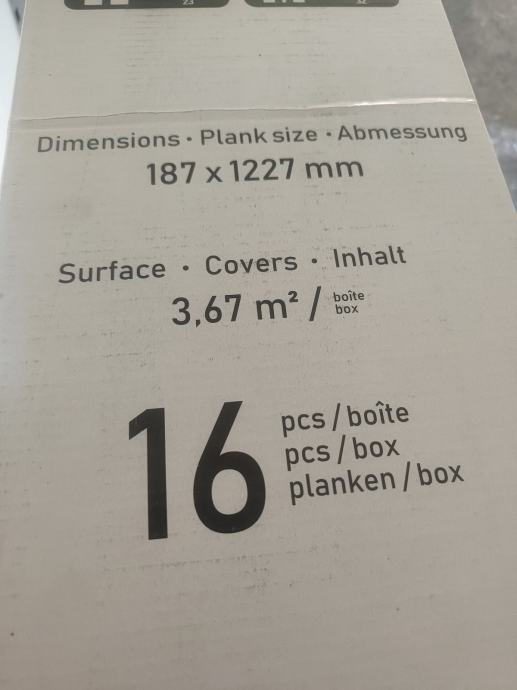 Dimensions · Plank size · Abmessung
187 x 1227 mm
Surface · Covers · Inhalt
3,67 m² / boîte
box
16 pcs / boîte
pcs / box
planken / box